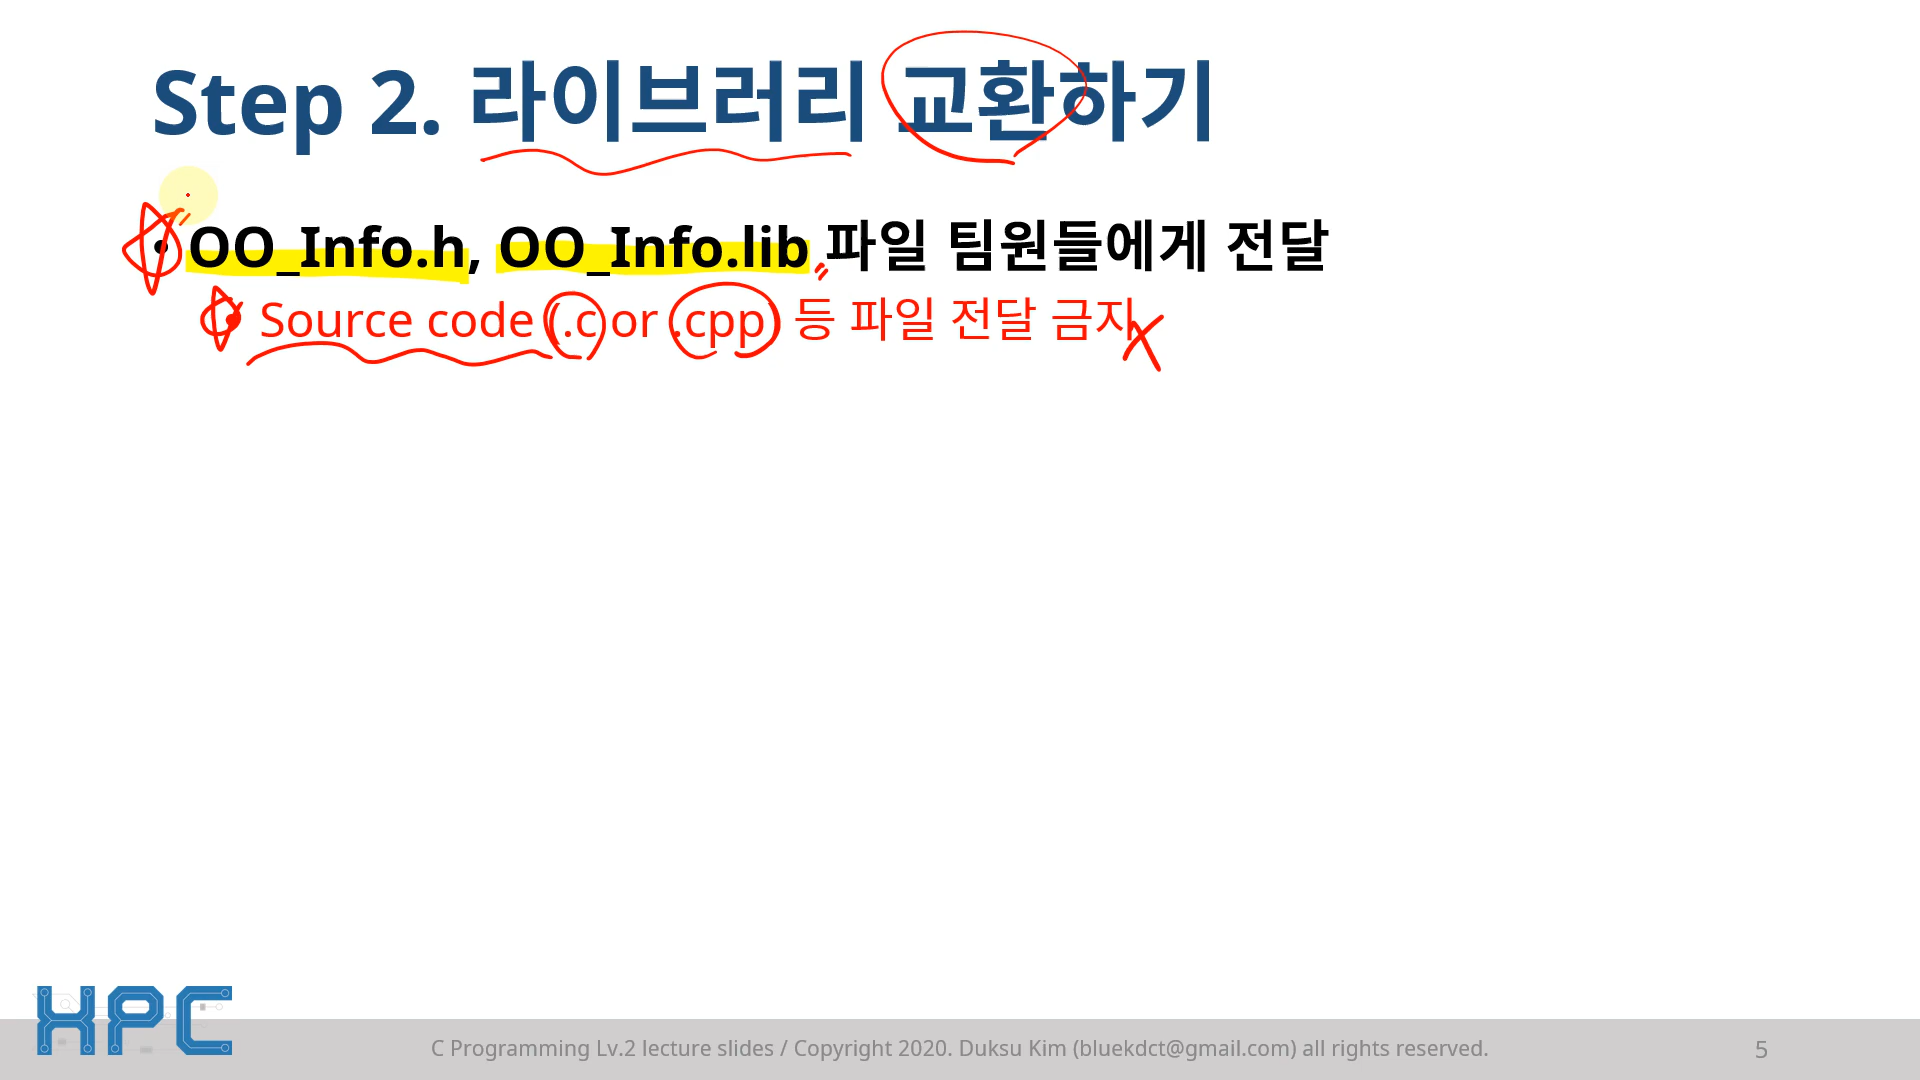 Step 2. 라이브러리 교환하기
• OO_Info.h, OO_Info.lib 파일 팀원들에게 전달
• Source code (.c or .cpp) 등 파일 전달 금지
HPC
C Programming Lv.2 lecture slides / Copyright 2020. Duksu Kim (bluekdct@gmail.com) all rights reserved.
5